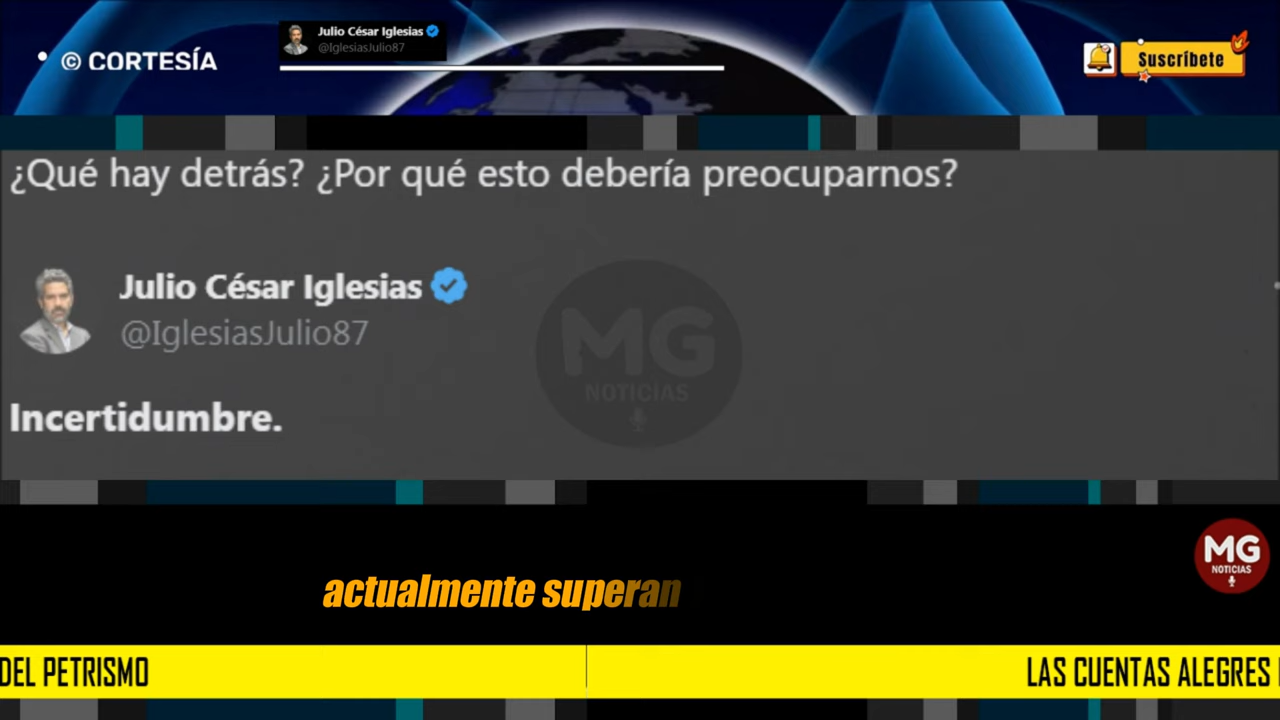 © CORTESÍA
Julio César Iglesias
@IglesiasJulio87
Suscríbete
¿Qué hay detrás? ¿Por qué esto debería preocuparnos?
Julio César Iglesias
@IglesiasJulio87
MG
NOTICIAS
Incertidumbre.
MG
NOTICIAS
actualmente superan
DEL PETRISMO
LAS CUENTAS ALEGRES